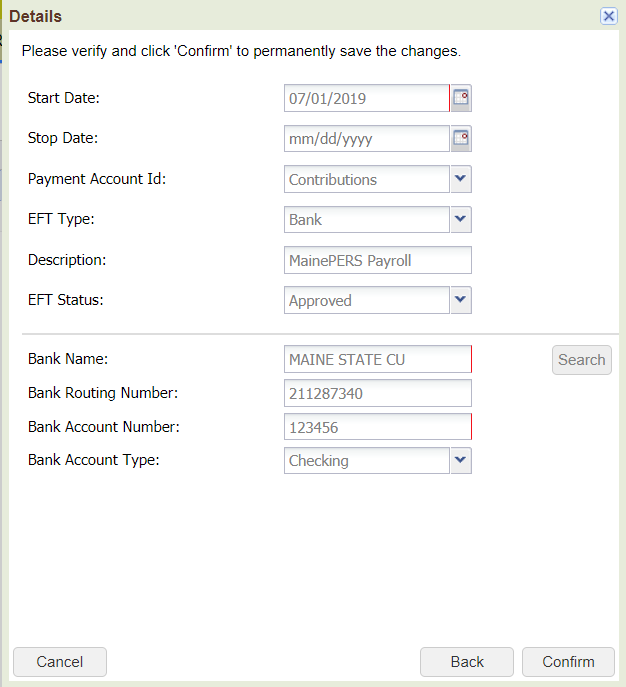 Details
Please verify and click 'Confirm' to permanently save the changes.
Start Date: 07/01/2019
Stop Date: mm/dd/yyyy
Payment Account Id: Contributions
EFT Type: Bank
Description: MainePERS Payroll
EFT Status: Approved
Bank Name: MAINE STATE CU Search
Bank Routing Number: 211287340
Bank Account Number: 123456
Bank Account Type: Checking
Cancel Back Confirm